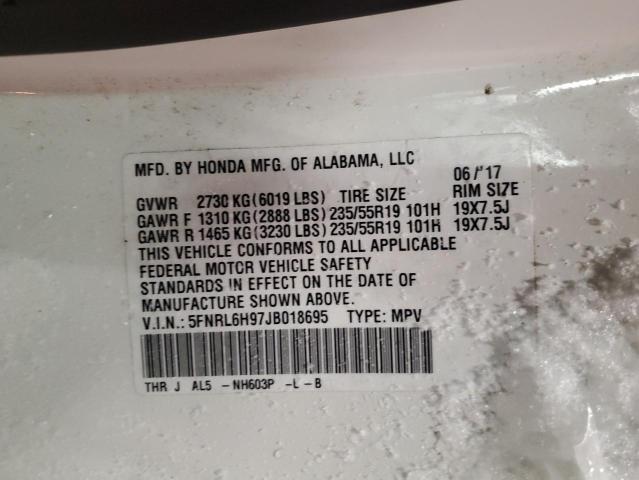 MFD. BY HONDA MFG. OF ALABAMA, LLC
06/'17
GVWR 2730 KG(6019 LBS) TIRE SIZE RIM SIZE
GAWR F 1310 KG(2888 LBS) 235/55R19 101H 19X7.5J
GAWR R 1465 KG(3230 LBS) 235/55R19 101H 19X7.5J
THIS VEHICLE CONFORMS TO ALL APPLICABLE
FEDERAL MOTOR VEHICLE SAFETY
STANDARDS IN EFFECT ON THE DATE OF
MANUFACTURE SHOWN ABOVE.
V.I.N.: 5FNRL6H97JB018695 TYPE: MPV
THR J AL5 -NH603P -L -B